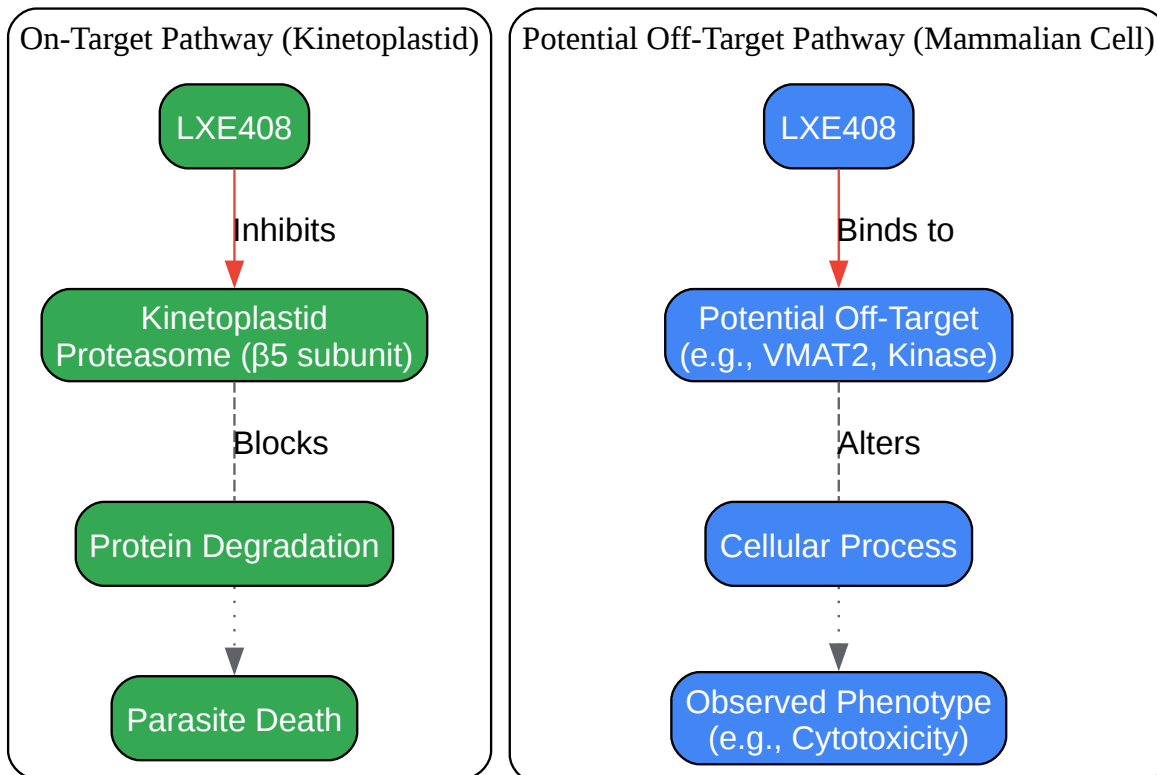 On-Target Pathway (Kinetoplastid)
LXE408
Inhibits
Kinetoplastid
Proteasome (β5 subunit)
Blocks
Protein Degradation
Parasite Death
Potential Off-Target Pathway (Mammalian Cell)
LXE408
Binds to
Potential Off-Target
(e.g., VMAT2, Kinase)
Alters
Cellular Process
Observed Phenotype
(e.g., Cytotoxicity)